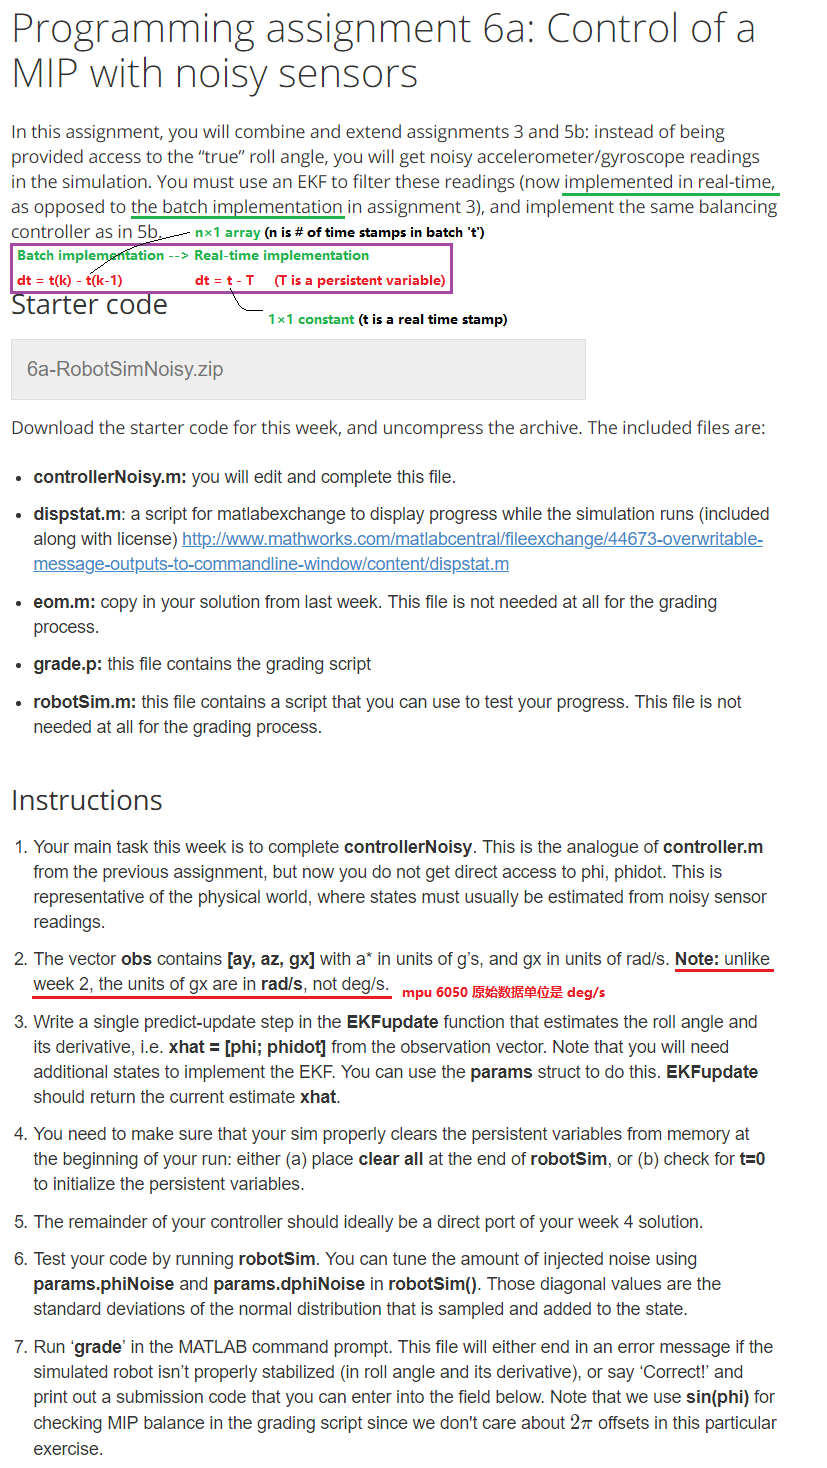 Programming assignment 6a: Control of a
MIP with noisy sensors
In this assignment, you will combine and extend assignments 3 and 5b: instead of being
provided access to the “true” roll angle, you will get noisy accelerometer/gyroscope readings
in the simulation. You must use an EKF to filter these readings (now implemented in real-time,
as opposed to the batch implementation in assignment 3), and implement the same balancing
controller as in 5b.
n×1 array (n is # of time stamps in batch 't')
Batch implementation --> Real-time implementation
dt = t(k) - t(k-1) dt = t - T (T is a persistent variable)
Starter code
1×1 constant (t is a real time stamp)
6a-RobotSimNoisy.zip
Download the starter code for this week, and uncompress the archive. The included files are:
• controllerNoisy.m: you will edit and complete this file.
• dispstat.m: a script for matlabexchange to display progress while the simulation runs (included
along with license) http://www.mathworks.com/matlabcentral/fileexchange/44673-overwritable-
message-outputs-to-commandline-window/content/dispstat.m
• eom.m: copy in your solution from last week. This file is not needed at all for the grading
process.
• grade.p: this file contains the grading script
• robotSim.m: this file contains a script that you can use to test your progress. This file is not
needed at all for the grading process.
Instructions
1. Your main task this week is to complete controllerNoisy. This is the analogue of controller.m
from the previous assignment, but now you do not get direct access to phi, phidot. This is
representative of the physical world, where states must usually be estimated from noisy sensor
readings.
2. The vector obs contains [ay, az, gx] with a* in units of g’s, and gx in units of rad/s. Note: unlike
week 2, the units of gx are in rad/s, not deg/s.
mpu 6050 原始数据单位是 deg/s
3. Write a single predict-update step in the EKFupdate function that estimates the roll angle and
its derivative, i.e. xhat = [phi; phidot] from the observation vector. Note that you will need
additional states to implement the EKF. You can use the params struct to do this. EKFupdate
should return the current estimate xhat.
4. You need to make sure that your sim properly clears the persistent variables from memory at
the beginning of your run: either (a) place clear all at the end of robotSim, or (b) check for t=0
to initialize the persistent variables.
5. The remainder of your controller should ideally be a direct port of your week 4 solution.
6. Test your code by running robotSim. You can tune the amount of injected noise using
params.phiNoise and params.dphiNoise in robotSim(). Those diagonal values are the
standard deviations of the normal distribution that is sampled and added to the state.
7. Run ‘grade’ in the MATLAB command prompt. This file will either end in an error message if the
simulated robot isn’t properly stabilized (in roll angle and its derivative), or say ‘Correct!’ and
print out a submission code that you can enter into the field below. Note that we use sin(phi) for
checking MIP balance in the grading script since we don't care about 2π offsets in this particular
exercise.